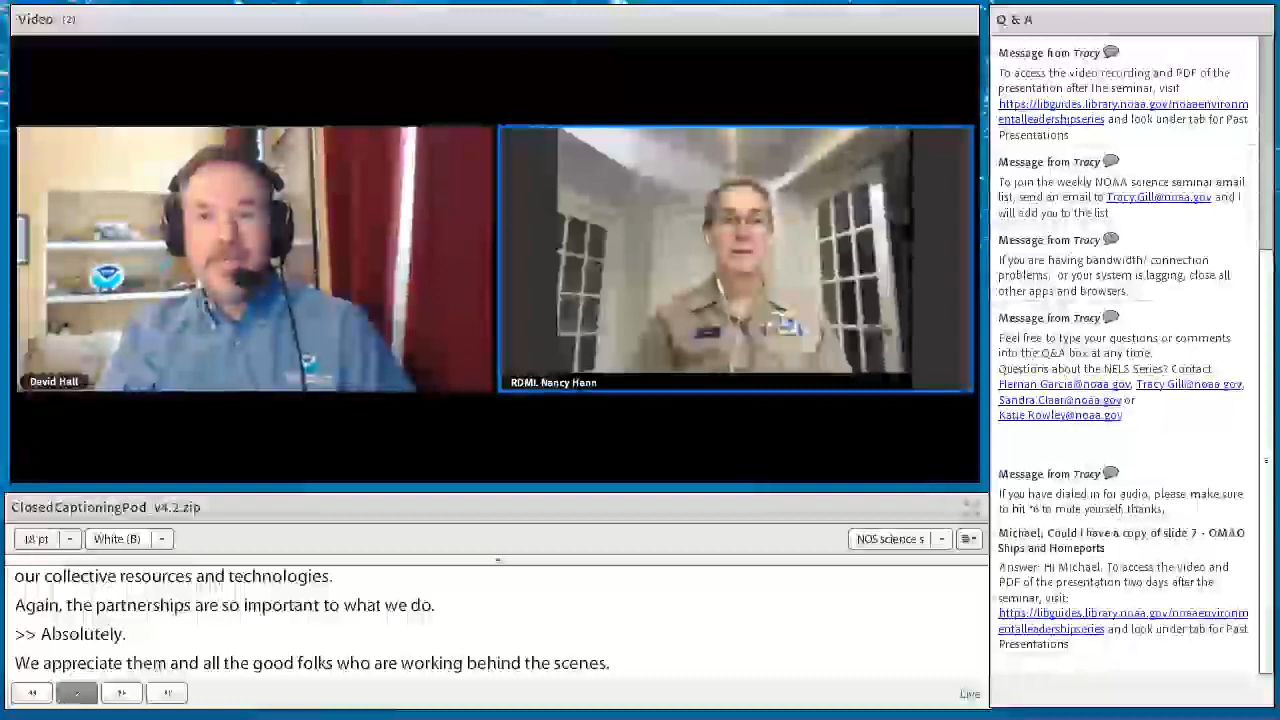 Video (2)
David Hall
RDML Nancy Hann
ClosedCaptioningPod_v4.2.zip
18 pt
White (B)
NOS science s
our collective resources and technologies.
Again, the partnerships are so important to what we do.
>> Absolutely.
We appreciate them and all the good folks who are working behind the scenes.
Live
Q & A
Message from Tracy
To access the video recording and PDF of the
presentation after the seminar, visit
https://libguides.library.noaa.gov/noaaenvironm
entalleadershipseries and look under tab for Past
Presentations
Message from Tracy
To join the weekly NOAA science seminar email
list, send an email to Tracy.Gill@noaa.gov and I
will add you to the list
Message from Tracy
If you are having bandwidth/ connection
problems, or your system is lagging, close all
other apps and browsers.
Message from Tracy
Feel free to type your questions or comments
into the Q&A box at any time.
Questions about the NELS Series? Contact
Hernan.Garcia@noaa.gov, Tracy.Gill@noaa.gov,
Sandra.Claar@noaa.gov or
Katie.Rowley@noaa.gov
Message from Tracy
If you have dialed in for audio, please make sure
to hit *6 to mute yourself. thanks,
Michael, Could I have a copy of slide 7 - OMAO
Ships and Homeports
Answer: Hi Michael, To access the video and
PDF of the presentation two days after the
seminar, visit:
https://libguides.library.noaa.gov/noaaenvironm
entalleadershipseries and look under tab for Past
Presentations